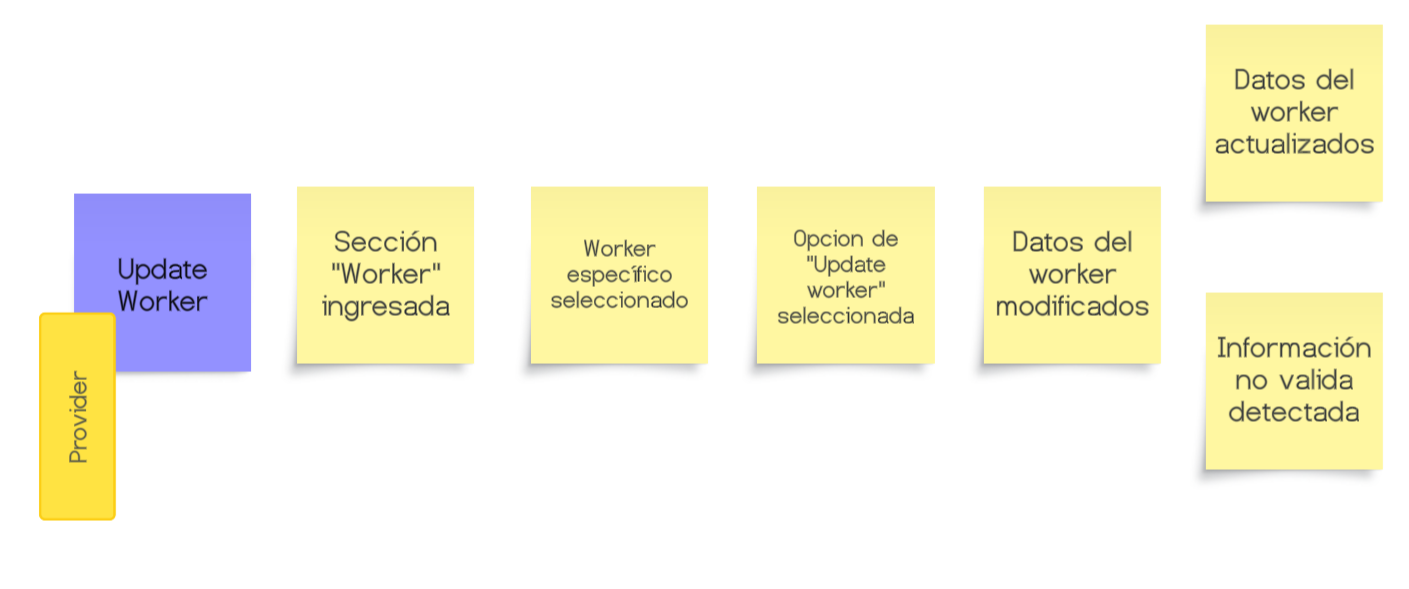 Update
Worker
Provider
Sección
"Worker"
ingresada
Worker
específico
seleccionado
Opcion de
"Update
worker"
seleccionada
Datos del
worker
modificados
Datos del
worker
actualizados
Información
no valida
detectada